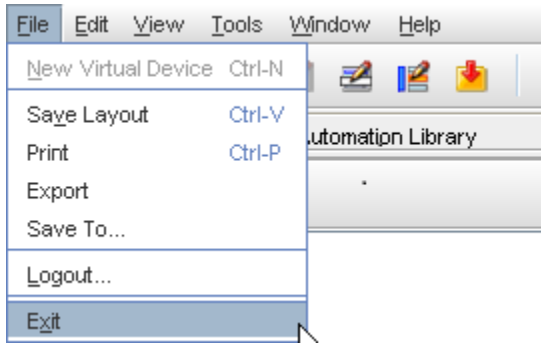 File Edit View Tools Window Help
New Virtual Device Ctrl-N
Save Layout Ctrl-V
Print Ctrl-P
Export
Save To...
Logout...
Exit
Library